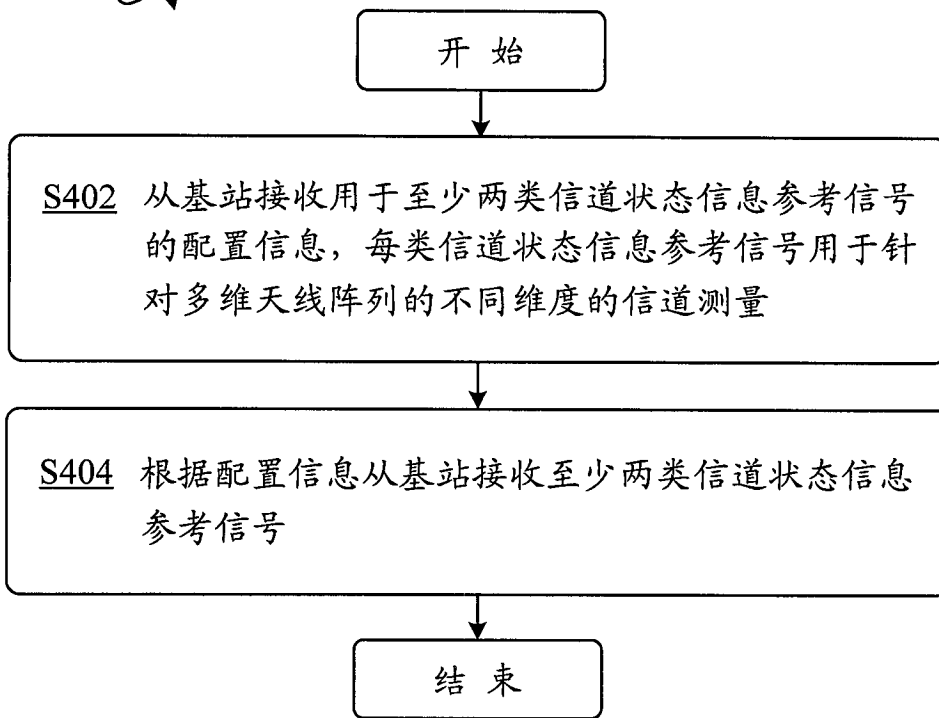 开 始
S402 从基站接收用于至少两类信道状态信息参考信号
的配置信息，每类信道状态信息参考信号用于针
对多维天线阵列的不同维度的信道测量
S404 根据配置信息从基站接收至少两类信道状态信息
参考信号
结 束